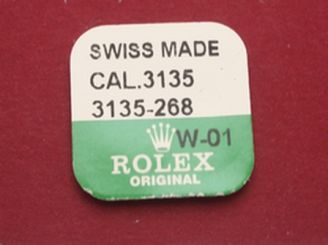 SWISS MADE
CAL.3135
3135-268
W-01
ROLEX
ORIGINAL